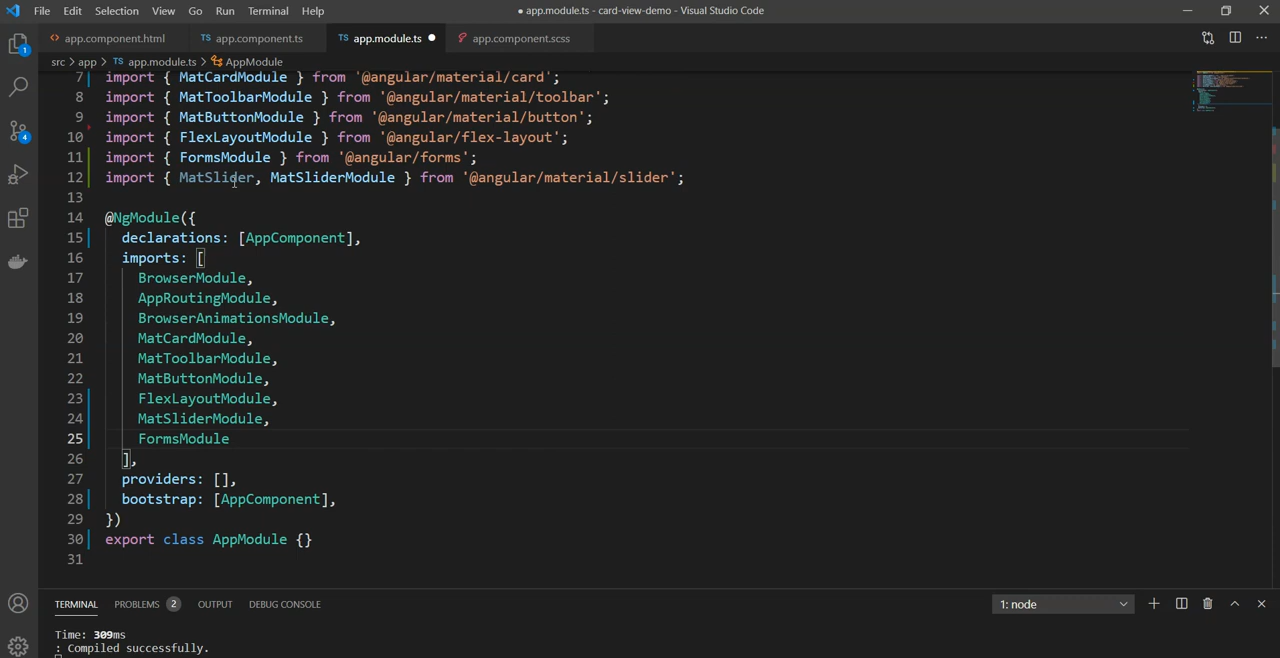 File Edit Selection View Go Run Terminal Help ● app.module.ts - card-view-demo - Visual Studio Code
<> app.component.html TS app.component.ts TS app.module.ts ● app.component.scss ···
src > app > TS app.module.ts > AppModule
7 import { MatCardModule } from '@angular/material/card';
8 import { MatToolbarModule } from '@angular/material/toolbar';
9 import { MatButtonModule } from '@angular/material/button';
10 import { FlexLayoutModule } from '@angular/flex-layout';
11 import { FormsModule } from '@angular/forms';
12 import { MatSlider, MatSliderModule } from '@angular/material/slider';
13
14 @NgModule({
15 declarations: [AppComponent],
16 imports: [
17 BrowserModule,
18 AppRoutingModule,
19 BrowserAnimationsModule,
20 MatCardModule,
21 MatToolbarModule,
22 MatButtonModule,
23 FlexLayoutModule,
24 MatSliderModule,
25 FormsModule
26 ],
27 providers: [],
28 bootstrap: [AppComponent],
29 })
30 export class AppModule {}
31
1
4
TERMINAL PROBLEMS 2 OUTPUT DEBUG CONSOLE 1: node
Time: 309ms
: Compiled successfully.